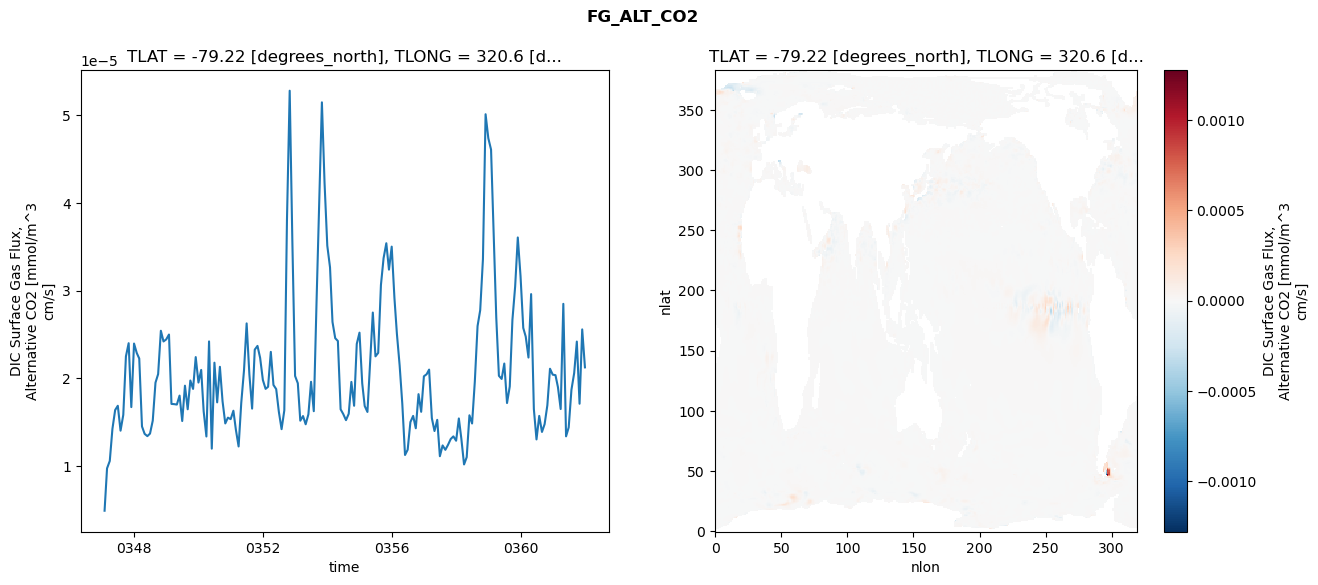 FG_ALT_CO2
TLAT = -79.22 [degrees_north], TLONG = 320.6 [d...
1e−5
5
4
3
2
1
0348
0352
0356
0360
time
DIC Surface Gas Flux,
Alternative CO2 [mmol/m^3
cm/s]
TLAT = -79.22 [degrees_north], TLONG = 320.6 [d...
350
300
250
200
150
100
50
0
nlat
0
50
100
150
200
250
300
nlon
0.0010
0.0005
0.0000
−0.0005
−0.0010
DIC Surface Gas Flux,
Alternative CO2 [mmol/m^3
cm/s]